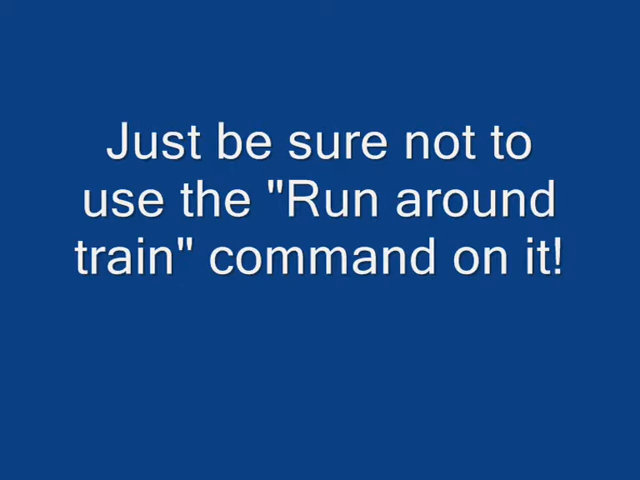 Just be sure not to
use the "Run around
train" command on it!